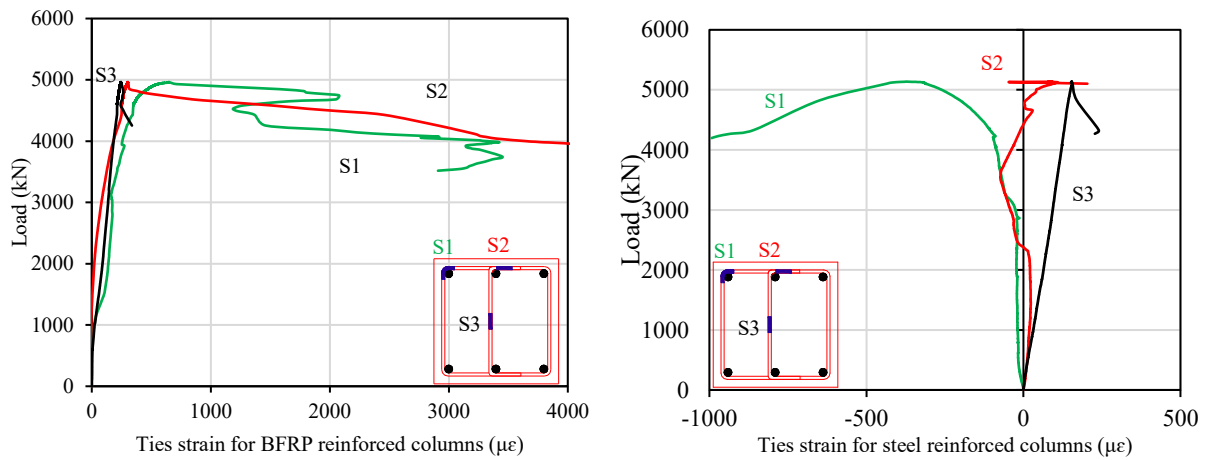 6000
5000
4000
3000
2000
1000
0
Load (kN)
S3
S2
S1
S1 S2
S3
0 1000 2000 3000 4000
Ties strain for BFRP reinforced columns (με)
6000
5000
4000
3000
2000
1000
0
Load (kN)
S2
S1
S3
S1 S2
S3
-1000 -500 0 500
Ties strain for steel reinforced columns (με)